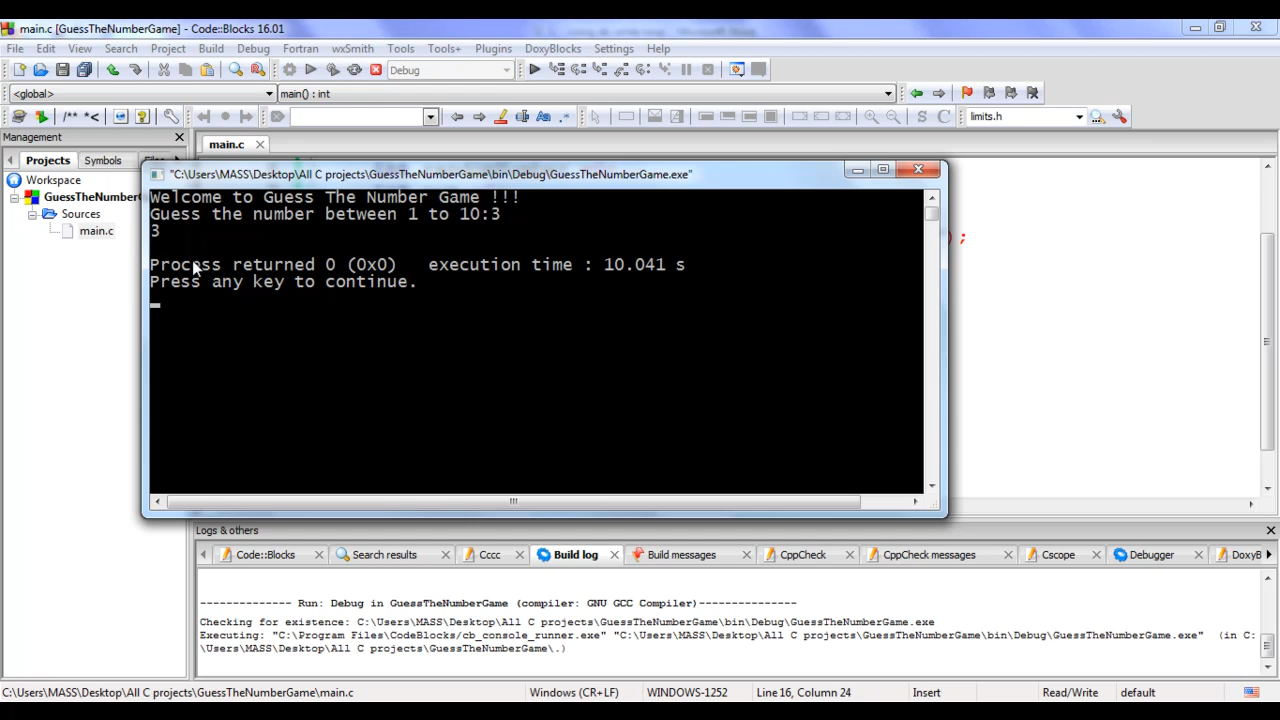 main.c [GuessTheNumberGame] - Code::Blocks 16.01
File Edit View Search Project Build Debug Fortran wxSmith Tools Tools+ Plugins DoxyBlocks Settings Help
Debug
<global> main() : int
/** *< limits.h
Management
main.c
Projects Symbols
"C:\Users\MASS\Desktop\All C projects\GuessTheNumberGame\bin\Debug\GuessTheNumberGame.exe"
Workspace
Welcome to Guess The Number Game !!!
GuessTheNumberG
Guess the number between 1 to 10:3
Sources
3
main.c
);
Process returned 0 (0x0) execution time : 10.041 s
Press any key to continue.
Logs & others
Code::Blocks Search results Cccc Build log Build messages CppCheck CppCheck messages Cscope Debugger DoxyB
-------------- Run: Debug in GuessTheNumberGame (compiler: GNU GCC Compiler)---------------
Checking for existence: C:\Users\MASS\Desktop\All C projects\GuessTheNumberGame\bin\Debug\GuessTheNumberGame.exe
Executing: "C:\Program Files\CodeBlocks/cb_console_runner.exe" "C:\Users\MASS\Desktop\All C projects\GuessTheNumberGame\bin\Debug\GuessTheNumberGame.exe" (in C:
\Users\MASS\Desktop\All C projects\GuessTheNumberGame\.)
C:\Users\MASS\Desktop\All C projects\GuessTheNumberGame\main.c Windows (CR+LF) WINDOWS-1252 Line 16, Column 24 Insert Read/Write default